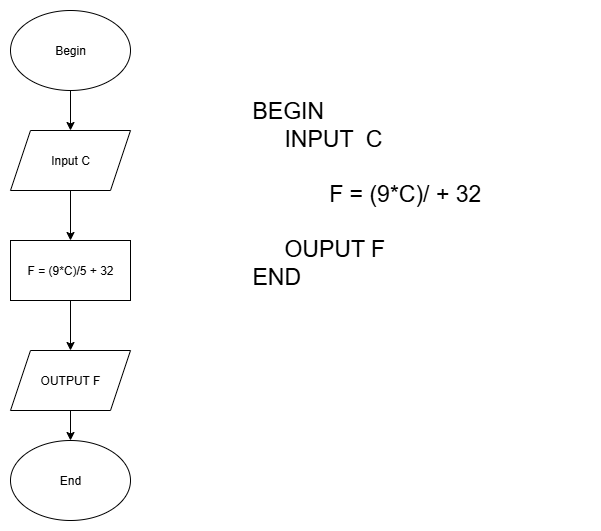 Begin
Input C
F = (9*C)/5 + 32
OUTPUT F
End
BEGIN
INPUT  C
F = (9*C)/ + 32
OUPUT F
END